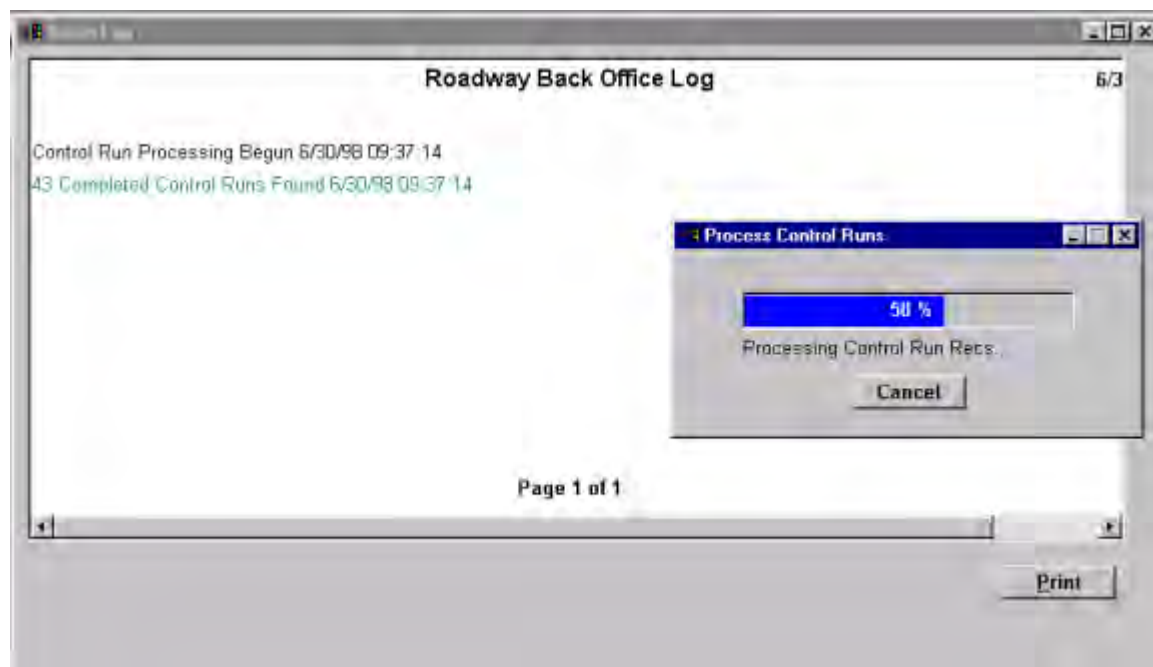 Roadway Back Office Log
6/3
Control Run Processing Begun 6/30/98 09:37:14
43 Completed Control Runs Found 6/30/98 09:37:14
Process Control Runs
Processing Control Run Recs...
Cancel
Page 1 of 1
Print